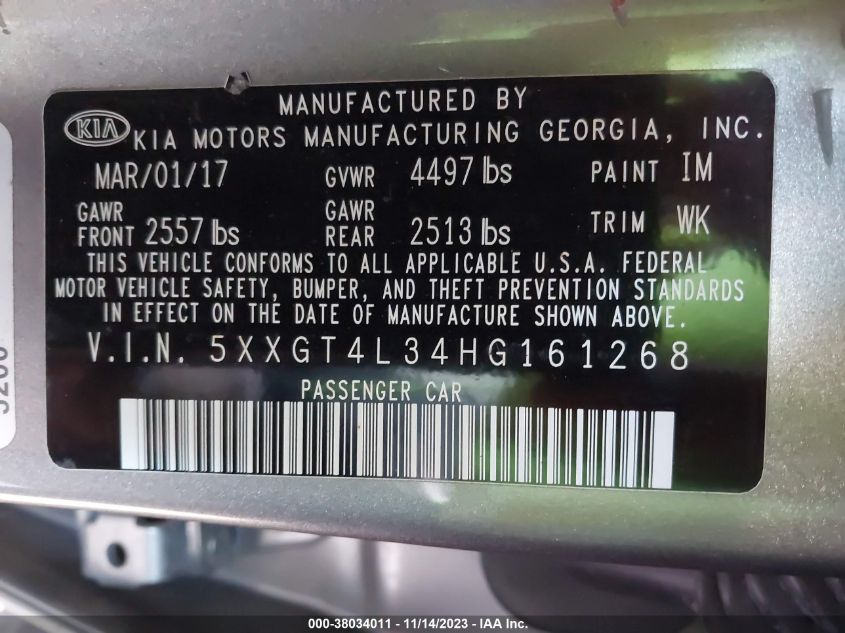 MANUFACTURED BY
KIA KIA MOTORS MANUFACTURING GEORGIA, INC.
MAR/01/17 GVWR 4497 lbs PAINT IM
GAWR FRONT 2557 lbs GAWR REAR 2513 lbs TRIM WK
THIS VEHICLE CONFORMS TO ALL APPLICABLE U.S.A. FEDERAL
MOTOR VEHICLE SAFETY, BUMPER, AND THEFT PREVENTION STANDARDS
IN EFFECT ON THE DATE OF MANUFACTURE SHOWN ABOVE.
V.I.N. 5XXGT4L34HG161268
PASSENGER CAR
000-38034011 - 11/14/2023 - IAA Inc.